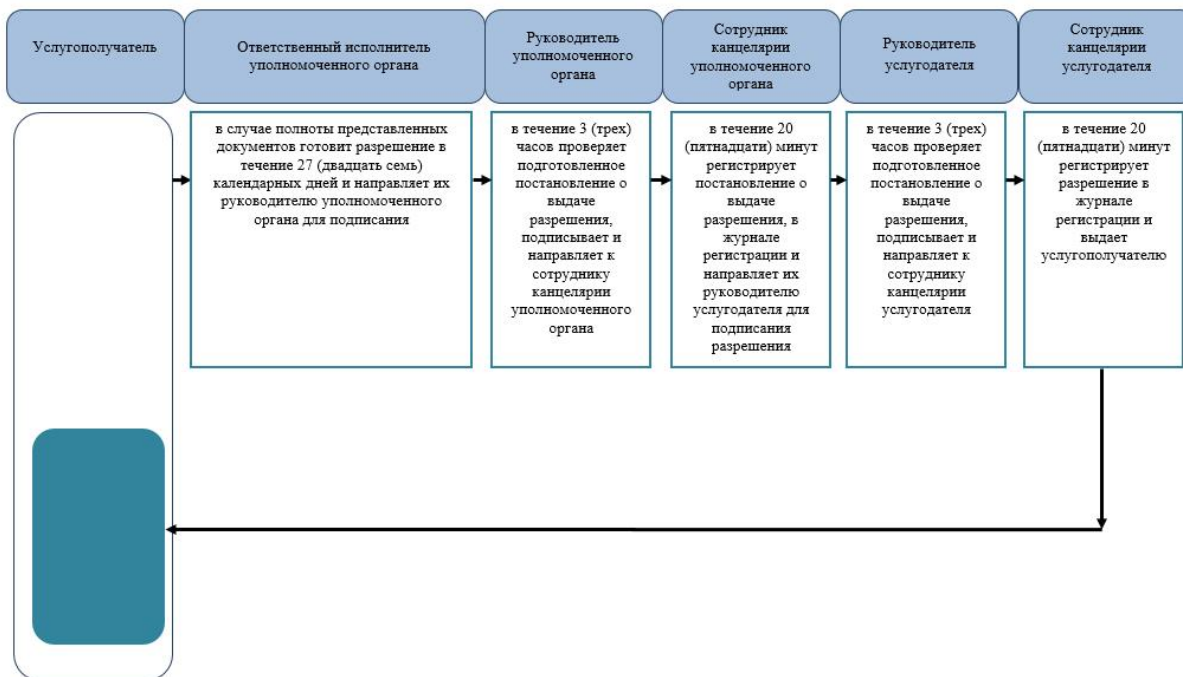 Услугополучатель
Ответственный исполнитель
уполномоченного органа
Руководитель
уполномоченного
органа
Сотрудник
канцелярии
уполномоченного
органа
Руководитель
услугодателя
Сотрудник
канцелярии
услугодателя
в случае полноты представленных
документов готовит разрешение в
течение 27 (двадцать семь)
календарных дней и направляет их
руководителю уполномоченного
органа для подписания
в течение 3 (трех)
часов проверяет
подготовленное
постановление о
выдаче
разрешения,
подписывает и
направляет к
сотруднику
канцелярии
уполномоченного
органа
в течение 20
(пятнадцати) минут
регистрирует
постановление о
выдаче
разрешения, в
журнале
регистрации и
направляет их
руководителю
услугодателя для
подписания
разрешения
в течение 3 (трех)
часов проверяет
подготовленное
постановление о
выдаче
разрешения,
подписывает и
направляет к
сотруднику
канцелярии
услугодателя
в течение 20
(пятнадцати) минут
регистрирует
разрешение в
журнале
регистрации и
выдает
услугополучателю